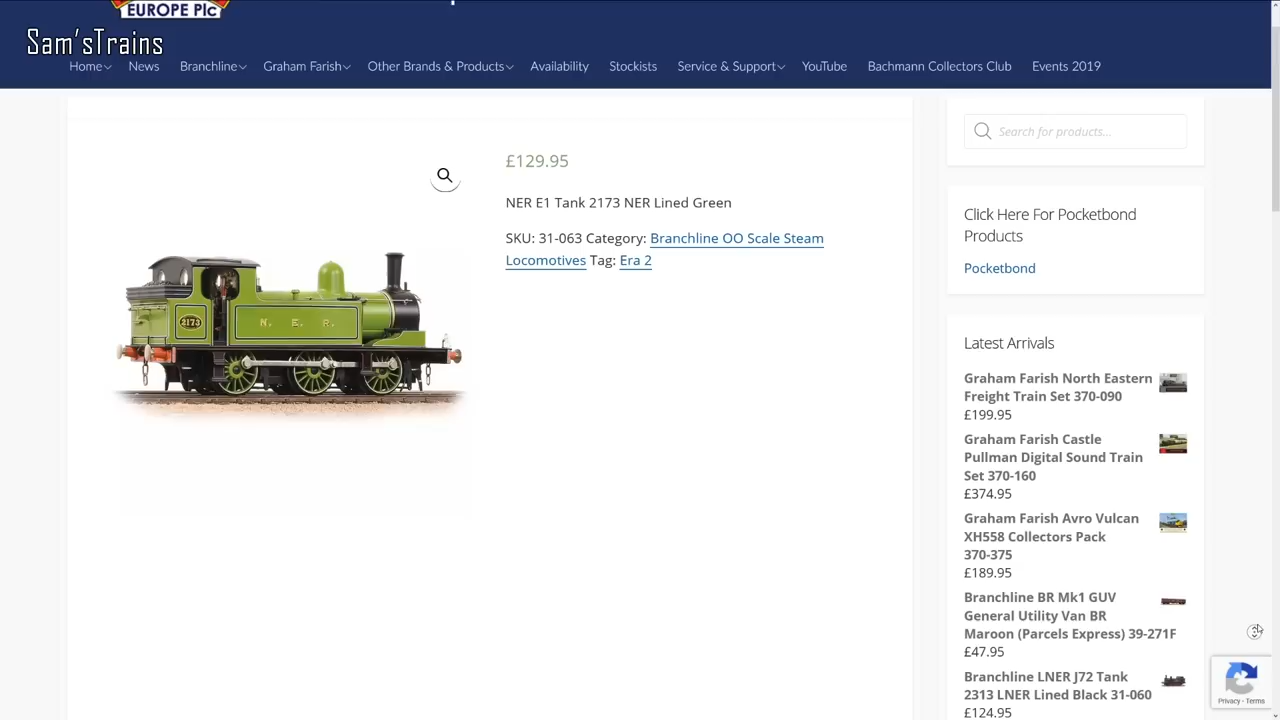 EUROPE Plc
Sam'sTrains
Home News Branchline Graham Farish Other Brands & Products Availability Stockists Service & Support YouTube Bachmann Collectors Club Events 2019
Search for products...
£129.95
NER E1 Tank 2173 NER Lined Green
SKU: 31-063 Category: Branchline OO Scale Steam
Locomotives Tag: Era 2
2173
N. E. R.
Click Here For Pocketbond
Products
Pocketbond
Latest Arrivals
Graham Farish North Eastern
Freight Train Set 370-090
£199.95
Graham Farish Castle
Pullman Digital Sound Train
Set 370-160
£374.95
Graham Farish Avro Vulcan
XH558 Collectors Pack
370-375
£189.95
Branchline BR Mk1 GUV
General Utility Van BR
Maroon (Parcels Express) 39-271F
£47.95
Branchline LNER J72 Tank
2313 LNER Lined Black 31-060
£124.95
Privacy - Terms